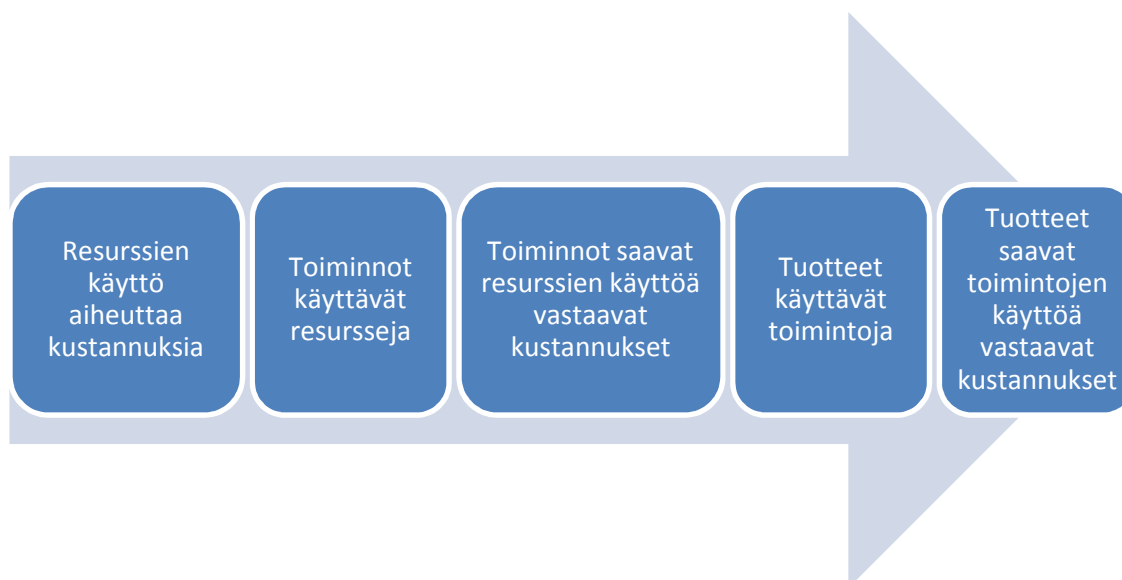 Resurssien
käyttö
aiheuttaa
kustannuksia
Toiminnot
käyttävät
resursseja
Toiminnot saavat
resurssien käyttöä
vastaavat
kustannukset
Tuotteet
käyttävät
toimintoja
Tuotteet
saavat
toimintojen
käyttöä
vastaavat
kustannukset